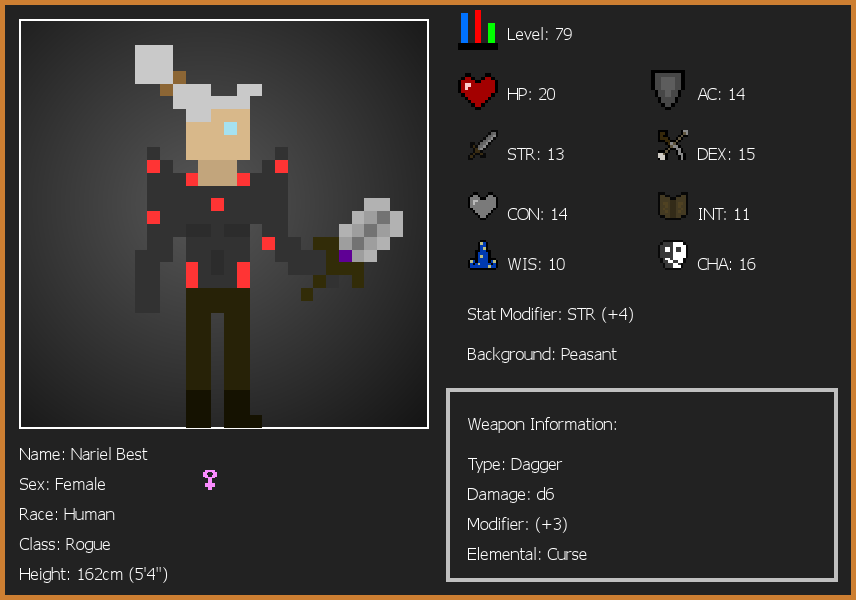 Level: 79
HP: 20
AC: 14
STR: 13
DEX: 15
CON: 14
INT: 11
WIS: 10
CHA: 16
Stat Modifier: STR (+4)
Background: Peasant
Weapon Information:
Type: Dagger
Damage: d6
Modifier: (+3)
Elemental: Curse
Name: Nariel Best
Sex: Female
Race: Human
Class: Rogue
Height: 162cm (5'4")